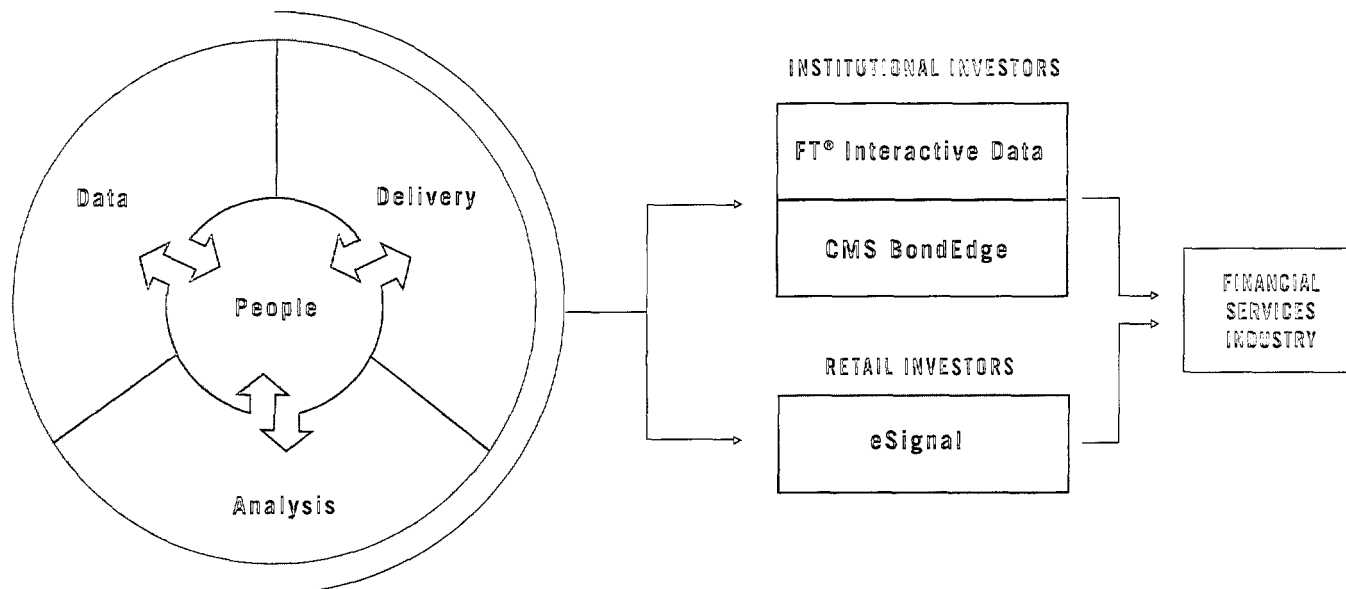 Data
Delivery
People
Analysis
INSTITUTIONAL INVESTORS
FT® Interactive Data
CMS BondEdge
RETAIL INVESTORS
eSignal
FINANCIAL
SERVICES
INDUSTRY